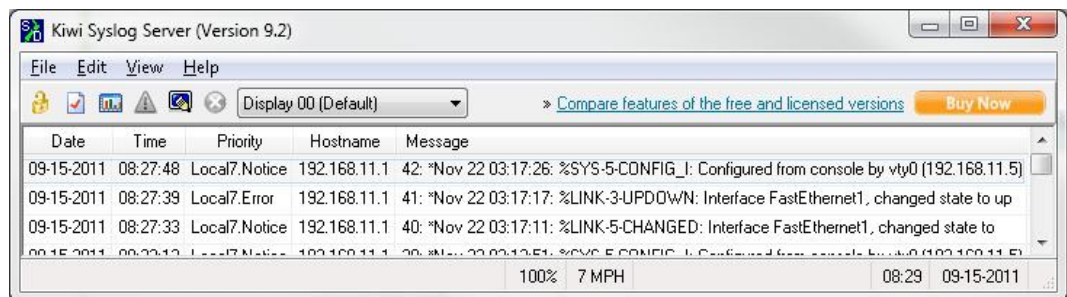 Kiwi Syslog Server (Version 9.2)
File Edit View Help
Display 00 (Default) » Compare features of the free and licensed versions Buy Now
Date Time Priority Hostname Message
09-15-2011 08:27:48 Local7.Notice 192.168.11.1 42: *Nov 22 03:17:26: %SYS-5-CONFIG_I: Configured from console by vty0 (192.168.11.5)
09-15-2011 08:27:39 Local7.Error 192.168.11.1 41: *Nov 22 03:17:17: %LINK-3-UPDOWN: Interface FastEthernet1, changed state to up
09-15-2011 08:27:33 Local7.Notice 192.168.11.1 40: *Nov 22 03:17:11: %LINK-5-CHANGED: Interface FastEthernet1, changed state to
100% 7 MPH 08:29 09-15-2011